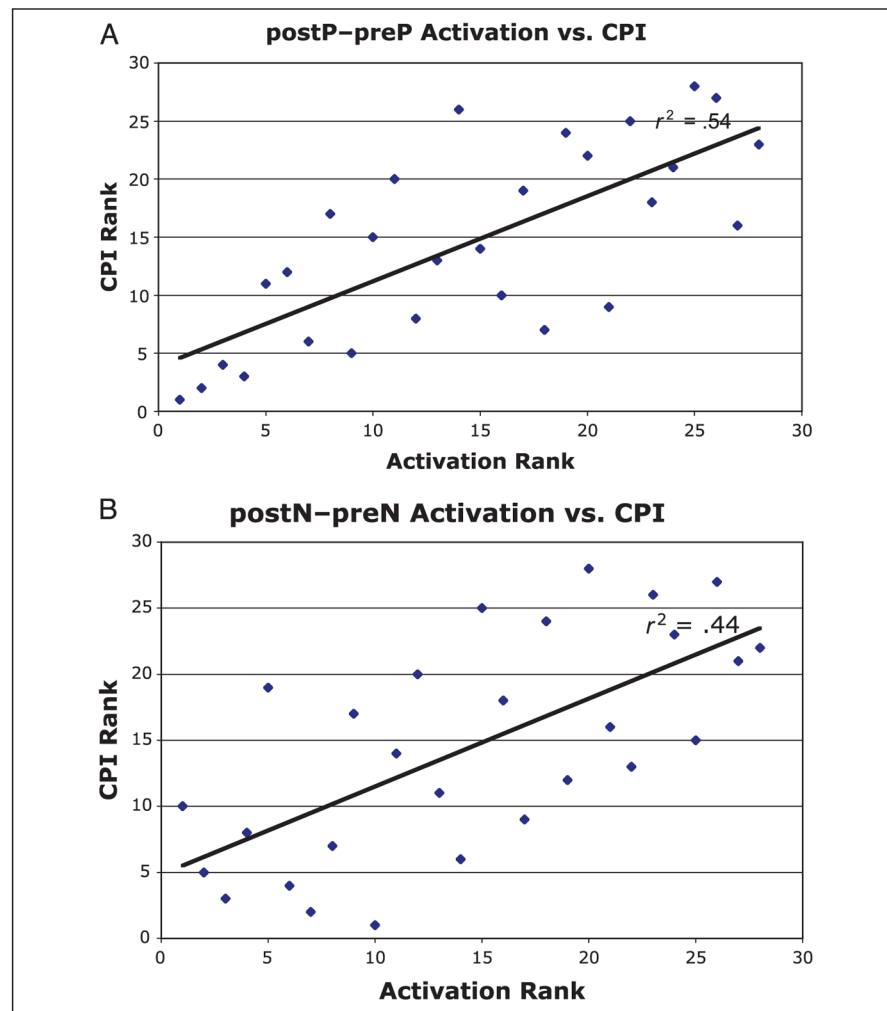 A
postP–preP Activation vs. CPI
30
25
20
15
10
5
0
CPI Rank
r² = .54
0 5 10 15 20 25 30
Activation Rank
B
postN–preN Activation vs. CPI
30
25
20
15
10
5
0
CPI Rank
r² = .44
0 5 10 15 20 25 30
Activation Rank